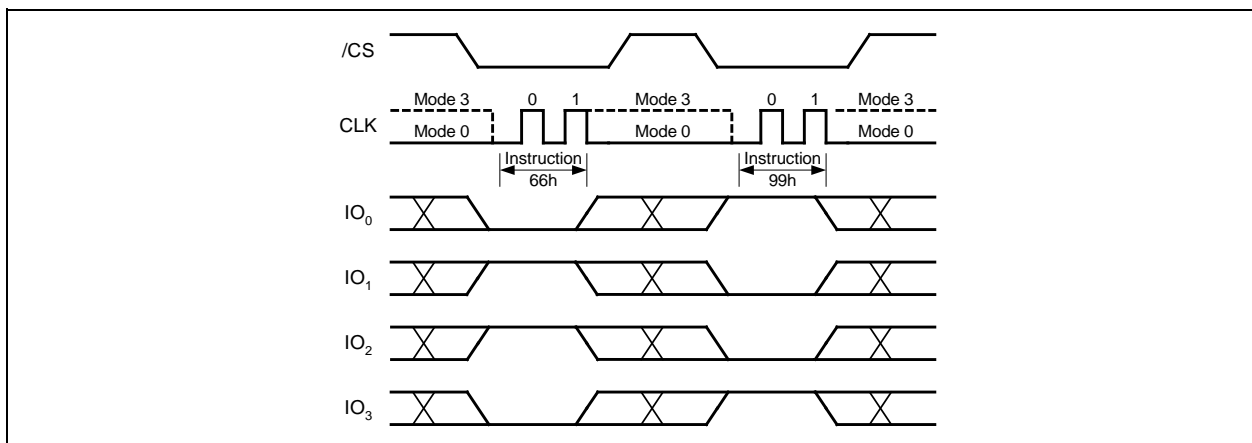 /CS
Mode 3 0 1 Mode 3 0 1 Mode 3
CLK
Mode 0 Mode 0 Mode 0
Instruction Instruction
66h 99h
IO0
IO1
IO2
IO3